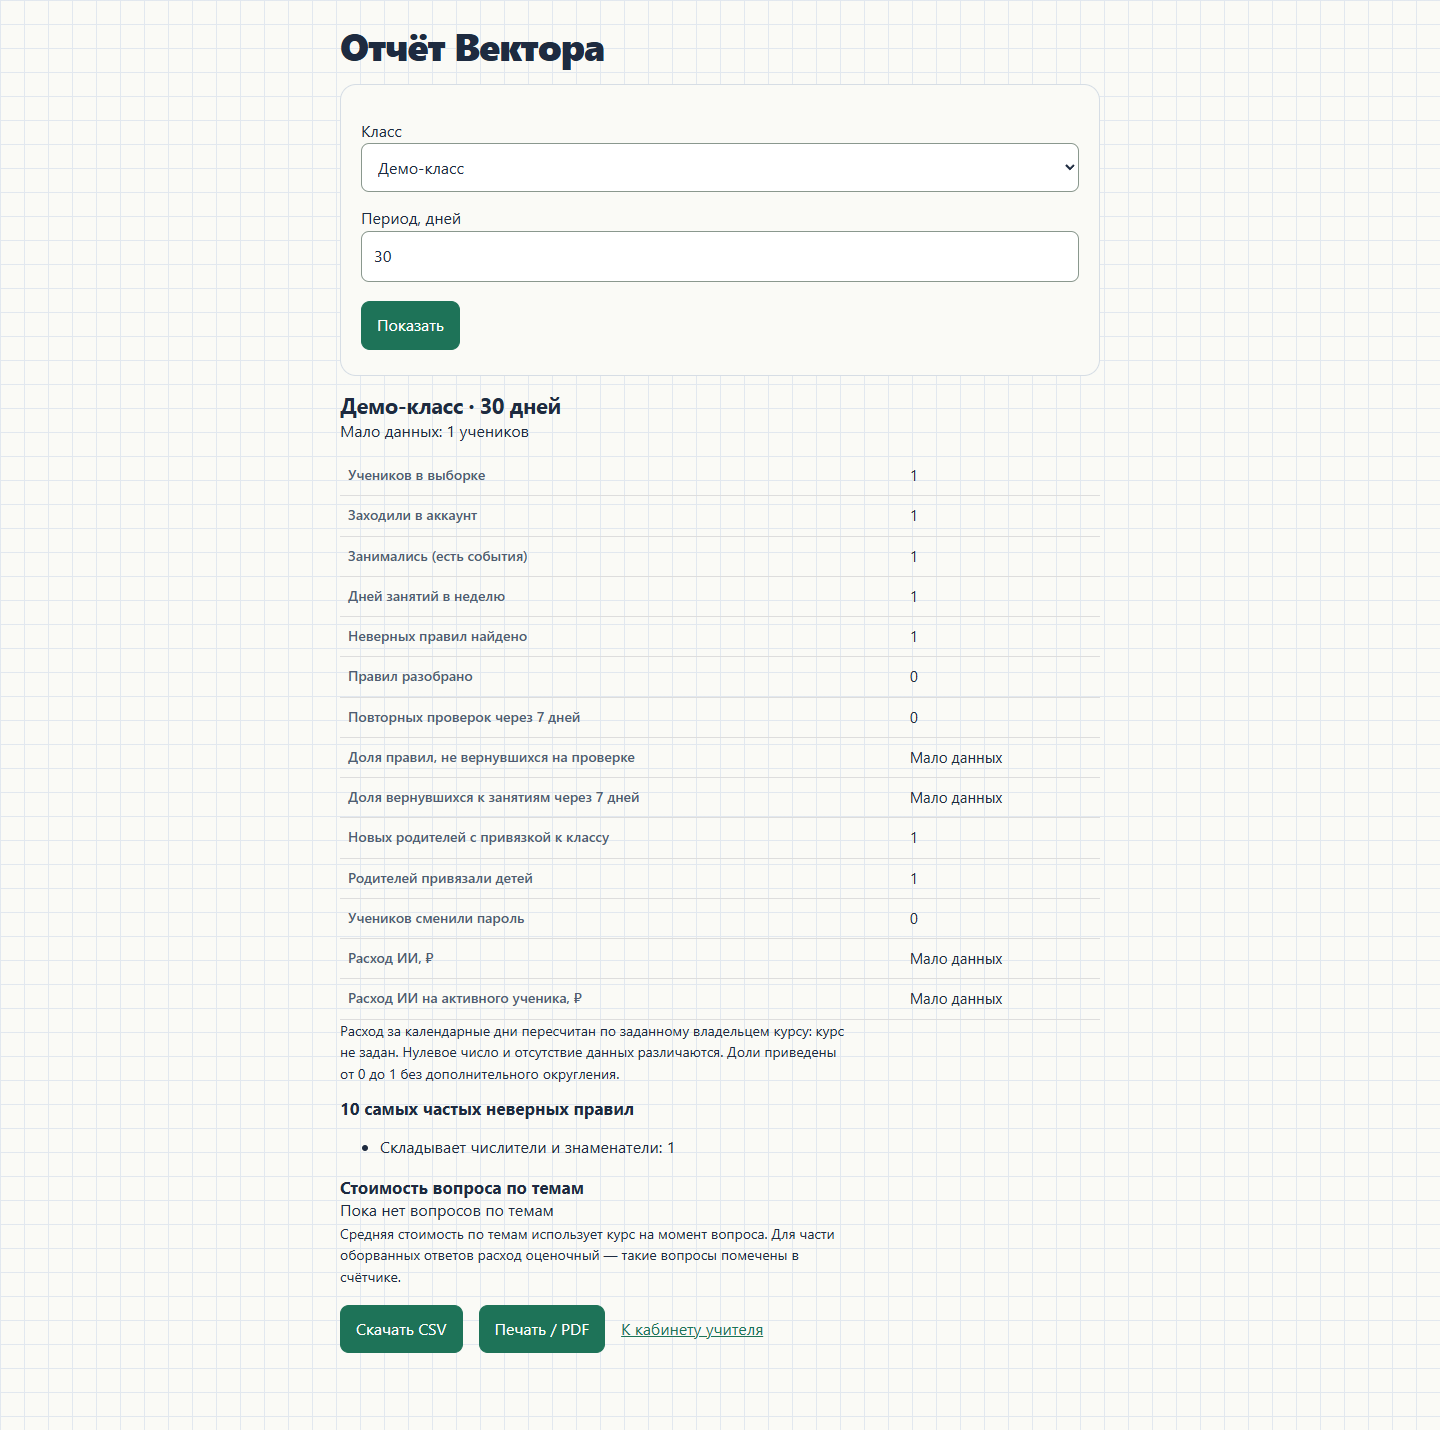 Отчёт Вектора
Класс
Демо-класс
Период, дней
30
Показать
Демо-класс · 30 дней
Мало данных: 1 учеников
Учеников в выборке 1
Заходили в аккаунт 1
Занимались (есть события) 1
Дней занятий в неделю 1
Неверных правил найдено 1
Правил разобрано 0
Повторных проверок через 7 дней 0
Доля правил, не вернувшихся на проверке Мало данных
Доля вернувшихся к занятиям через 7 дней Мало данных
Новых родителей с привязкой к классу 1
Родителей привязали детей 1
Учеников сменили пароль 0
Расход ИИ, ₽ Мало данных
Расход ИИ на активного ученика, ₽ Мало данных
Расход за календарные дни пересчитан по заданному владельцем курсу: курс
не задан. Нулевое число и отсутствие данных различаются. Доли приведены
от 0 до 1 без дополнительного округления.
10 самых частых неверных правил
• Складывает числители и знаменатели: 1
Стоимость вопроса по темам
Пока нет вопросов по темам
Средняя стоимость по темам использует курс на момент вопроса. Для части
оборванных ответов расход оценочный — такие вопросы помечены в
счётчике.
Скачать CSV Печать / PDF К кабинету учителя